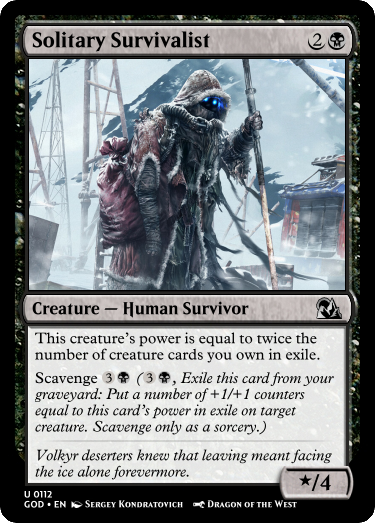 Solitary Survivalist 2
Creature — Human Survivor
This creature's power is equal to twice the
number of creature cards you own in exile.
Scavenge 3 (3, Exile this card from your
graveyard: Put a number of +1/+1 counters
equal to this card's power in exile on target
creature. Scavenge only as a sorcery.)
Volkyr deserters knew that leaving meant facing
the ice alone forevermore.
★/4
U 0112
GOD • EN Sergey Kondratovich Dragon of the West